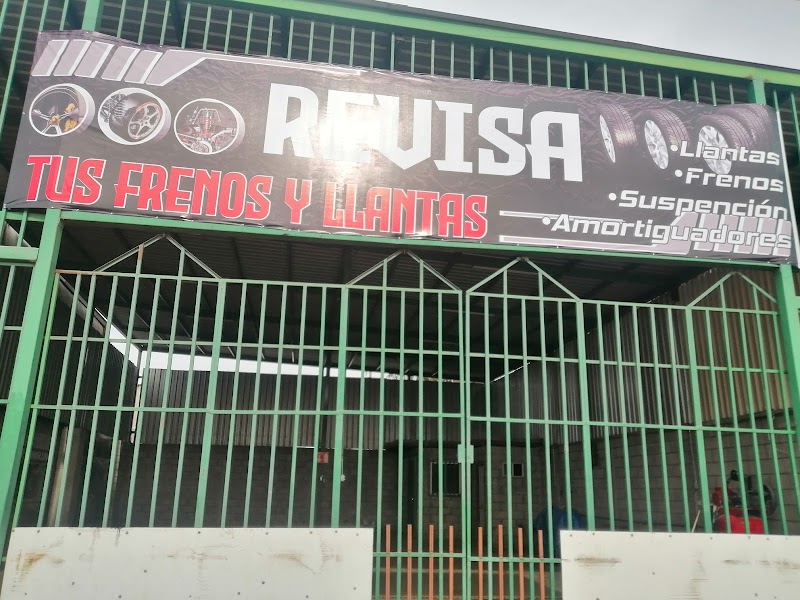 REVISA
TUS FRENOS Y LLANTAS
•Llantas
•Frenos
•Suspención
•Amortiguadores